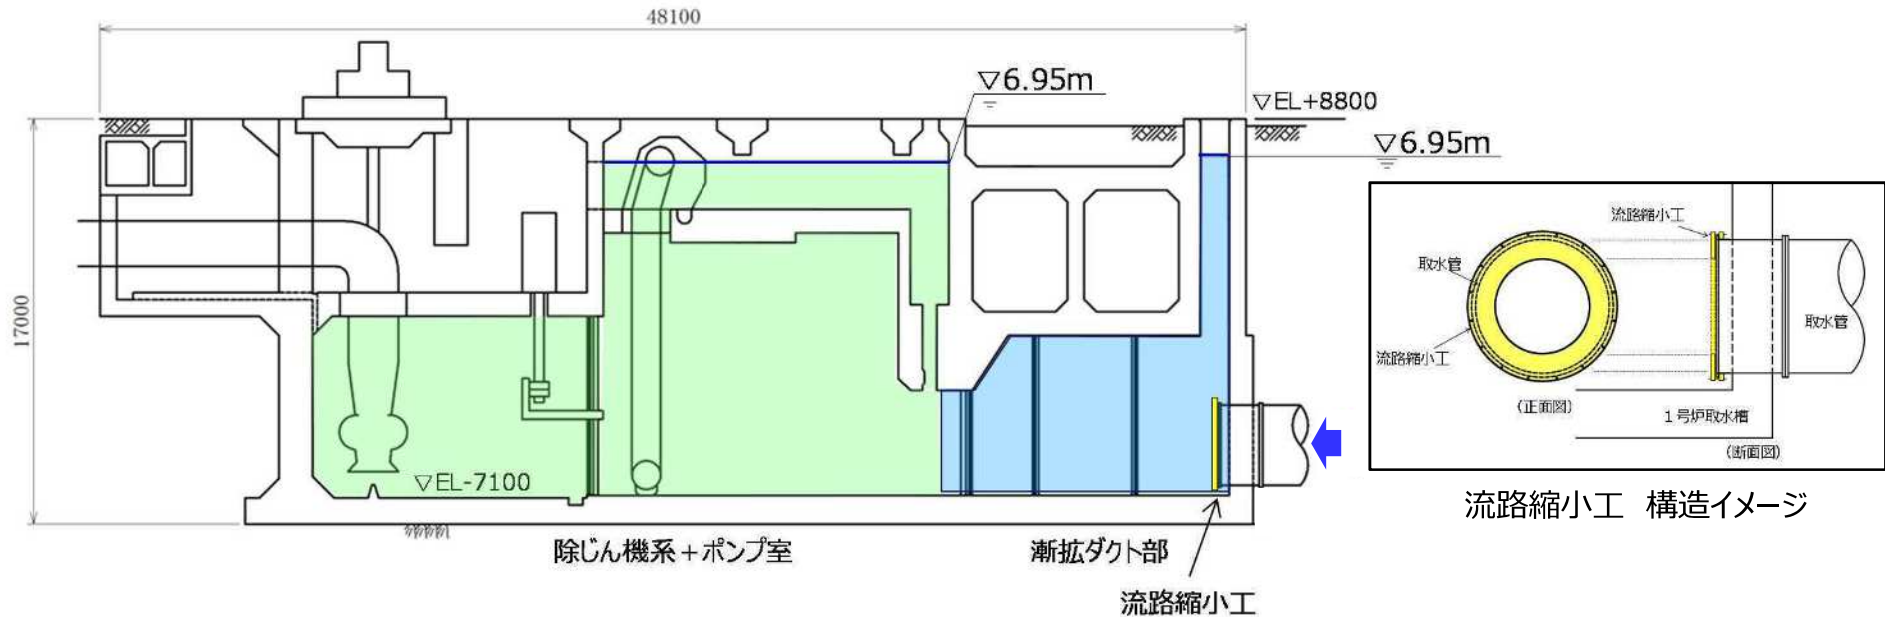 48100
▽6.95m
▽EL+8800
▽6.95m
17000
▽EL-7100
除じん機系+ポンプ室
漸拡ダクト部
流路縮小工
流路縮小工
取水管
取水管
流路縮小工
(正面図)
1号炉取水槽
(断面図)
流路縮小工 構造イメージ